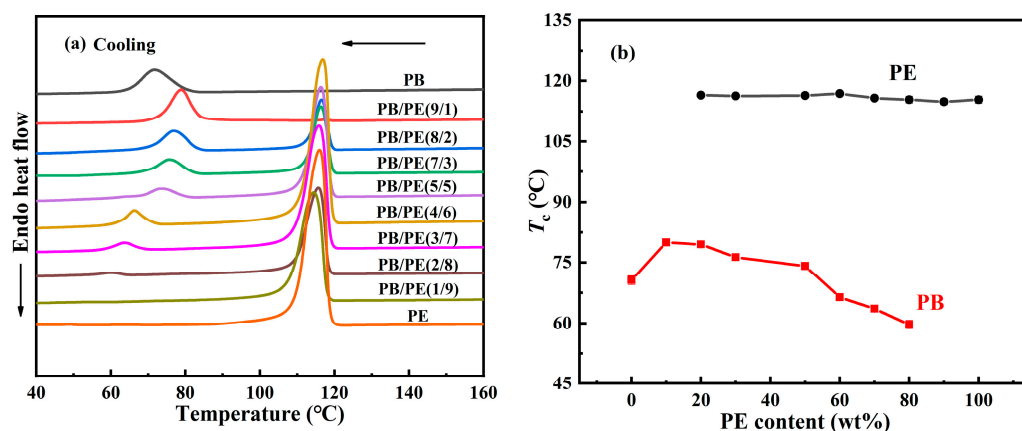 (a) Cooling
PB
PB/PE(9/1)
PB/PE(8/2)
PB/PE(7/3)
PB/PE(5/5)
PB/PE(4/6)
PB/PE(3/7)
PB/PE(2/8)
PB/PE(1/9)
PE
Endo heat flow
40 60 80 100 120 140 160
Temperature (℃)
(b)
PE
PB
135
120
105
90
75
60
45
Tc (℃)
0 20 40 60 80 100
PE content (wt%)